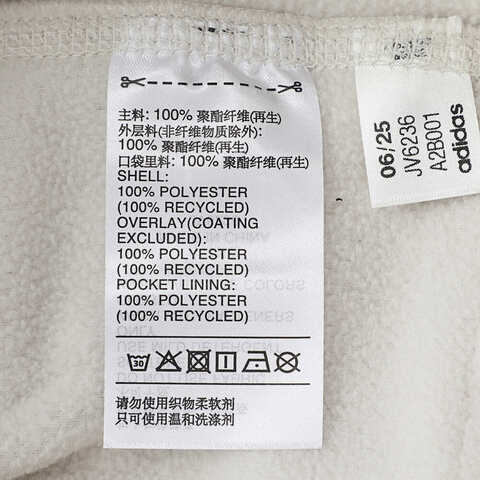 主料: 100% 聚酯纤维(再生)
外层料(非纤维物质除外):
100% 聚酯纤维(再生)
口袋里料: 100% 聚酯纤维(再生)
SHELL:
100% POLYESTER
(100% RECYCLED)
OVERLAY(COATING
EXCLUDED):
100% POLYESTER
(100% RECYCLED)
POCKET LINING:
100% POLYESTER
(100% RECYCLED)
30
请勿使用织物柔软剂
只可使用温和洗涤剂
06/25
JV6236
A2B001
adidas